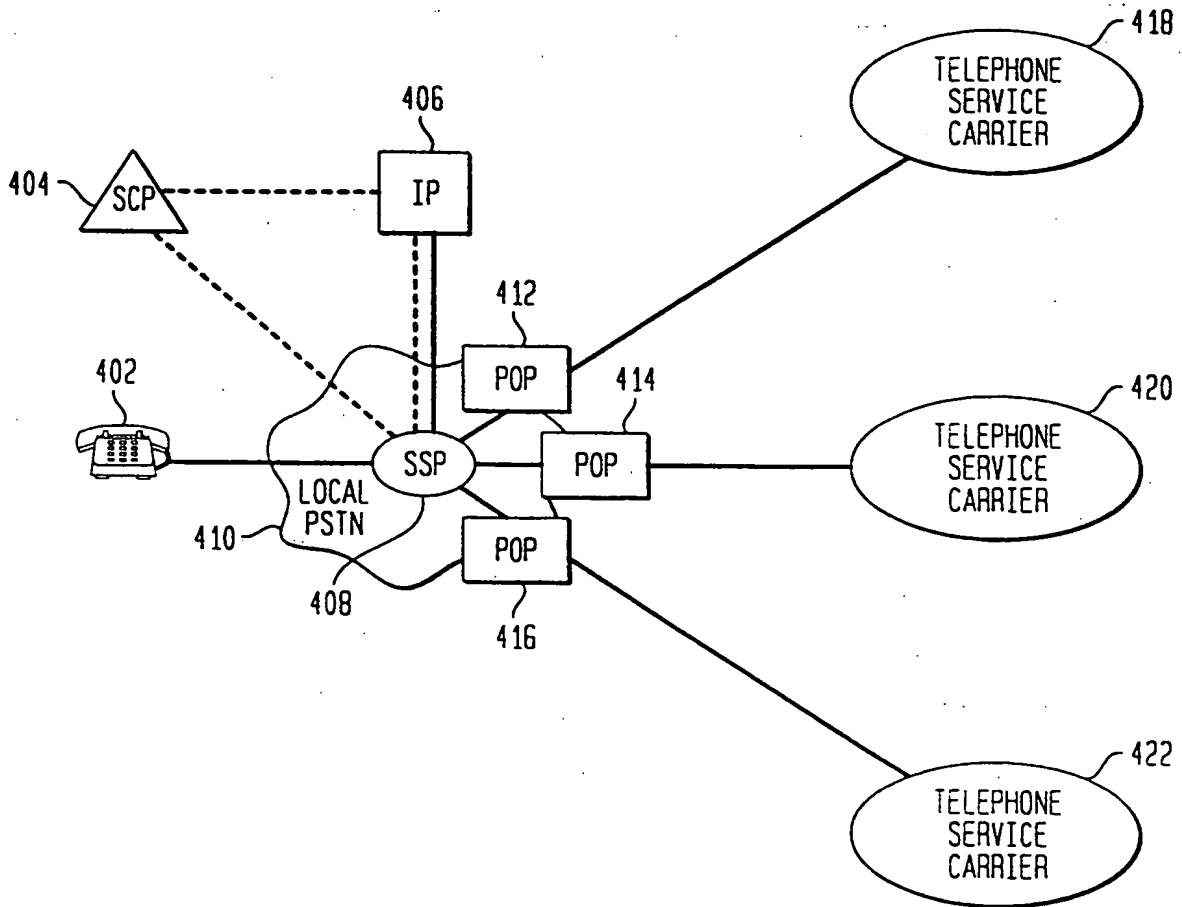 418
TELEPHONE
SERVICE
CARRIER
406
IP
404
SCP
412
POP
402
414
POP
420
TELEPHONE
SERVICE
CARRIER
SSP
LOCAL
PSTN
410
POP
408
416
422
TELEPHONE
SERVICE
CARRIER